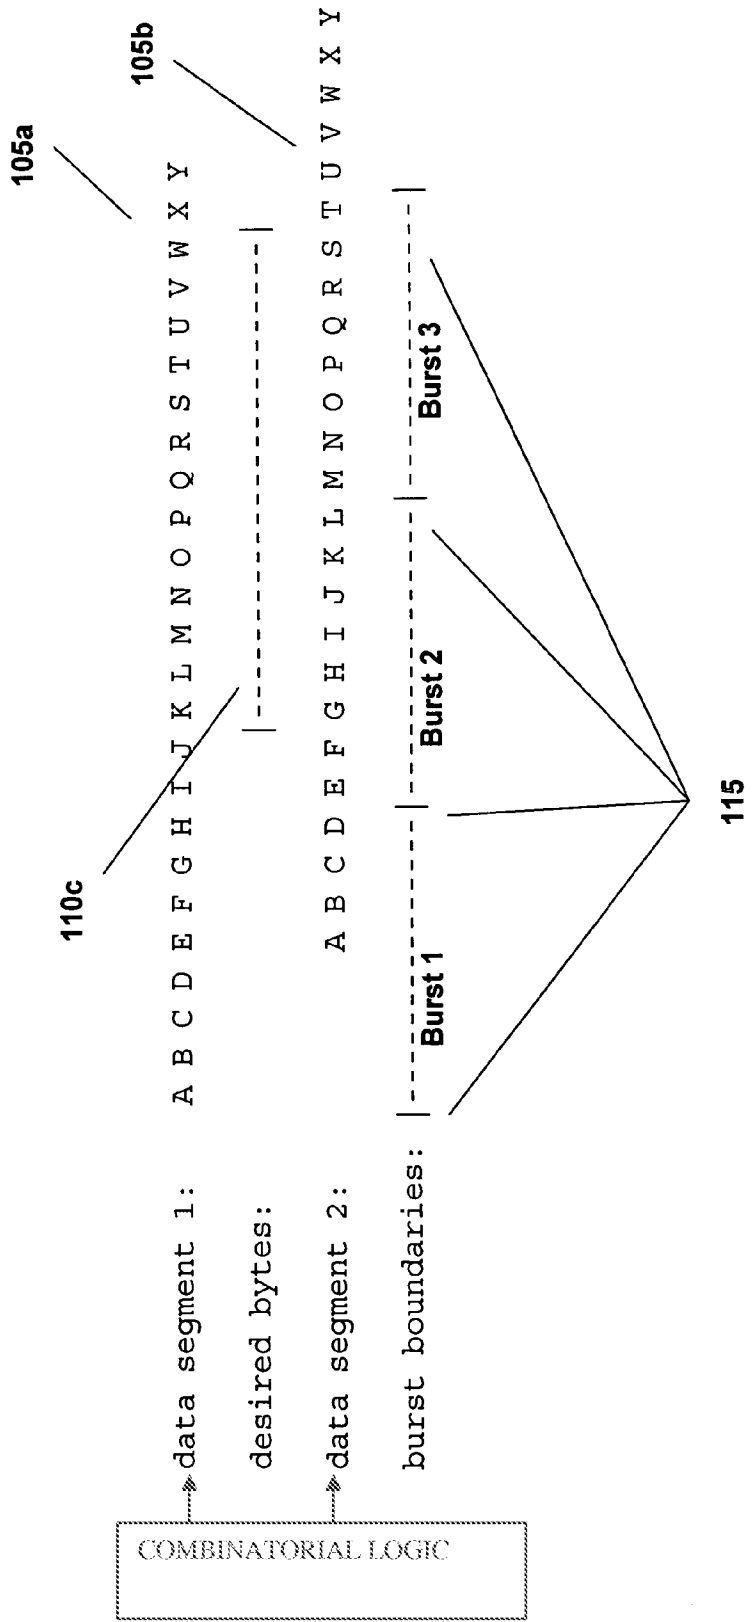 105a
105b
110c
data segment 1: A B C D E F G H I J K L M N O P Q R S T U V W X Y
desired bytes:
data segment 2: A B C D E F G H I J K L M N O P Q R S T U V W X Y
burst boundaries:
Burst 1 Burst 2 Burst 3
115
COMBINATORIAL LOGIC